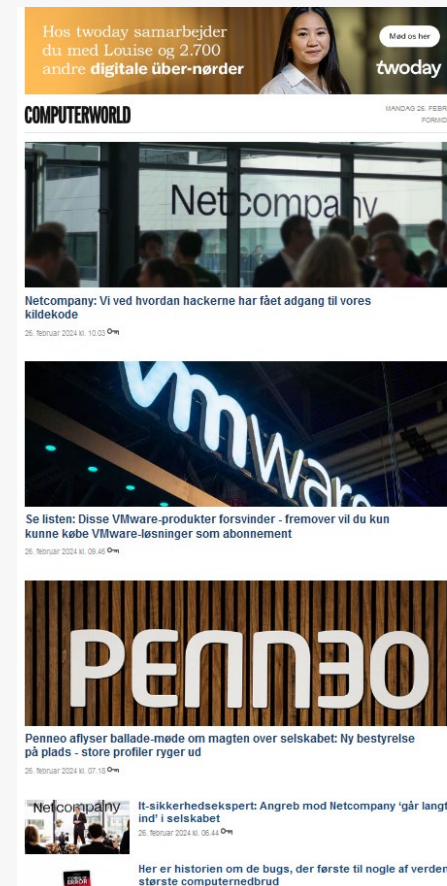 Hos twoday samarbejder
du med Louise og 2.700
andre digitale über-nørder
Mød os her
twoday
COMPUTERWORLD
MANDAG 26. FEBR
FORMID
Netcompany
Netcompany: Vi ved hvordan hackerne har fået adgang til vores
kildekode
26. februar 2024 kl. 10.03
vmware
Se listen: Disse VMware-produkter forsvinder - fremover vil du kun
kunne købe VMware-løsninger som abonnement
26. februar 2024 kl. 09.46
PENNEO
Penneo aflyser ballade-møde om magten over selskabet: Ny bestyrelse
på plads - store profiler ryger ud
26. februar 2024 kl. 07.18
Netcompany
It-sikkerhedsekspert: Angreb mod Netcompany 'går langt
ind' i selskabet
26. februar 2024 kl. 06.44
ERROR
Her er historien om de bugs, der første til nogle af verden
største computernedbrud